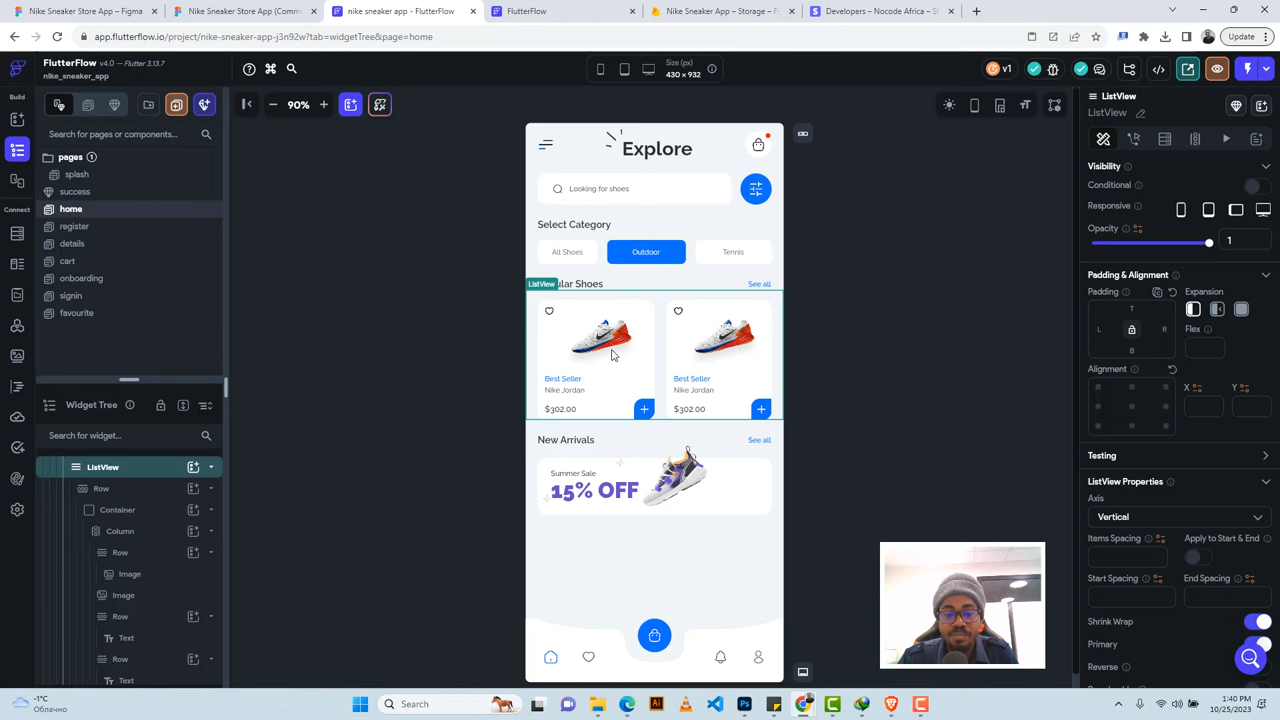 Nike Sneaker Store App – Figma
Nike Sneaker Store App (Comm
nike sneaker app - FlutterFlow
FlutterFlow
Nike Sneaker App – Storage – Fi
Developers – Nocode Africa – St
Update
app.flutterflow.io/project/nike-sneaker-app-j3n92w?tab=widgetTree&page=home
FlutterFlow v4.0 – Flutter 3.13.7
nike_sneaker_app
Size (px)
430 × 932
v1
Build
Connect
Search for pages or components...
pages 1
splash
success
home
register
details
cart
onboarding
signin
favourite
Widget Tree
Search for widget...
ListView
Row
Container
Column
Row
Image
Image
Row
Text
Row
Text
90%
Explore
Looking for shoes
Select Category
All Shoes
Outdoor
Tennis
ListView
ular Shoes
See all
Best Seller
Nike Jordan
$302.00
Best Seller
Nike Jordan
$302.00
New Arrivals
See all
Summer Sale
15% OFF
ListView
ListView
Visibility
Conditional
Responsive
Opacity
1
Padding & Alignment
Padding
Expansion
T
L
R
B
Flex
Alignment
X
Y
Testing
ListView Properties
Axis
Vertical
Items Spacing
Apply to Start & End
Start Spacing
End Spacing
Shrink Wrap
Primary
Reverse
-1°C
Облачно
Search
1:40 PM
10/25/2023